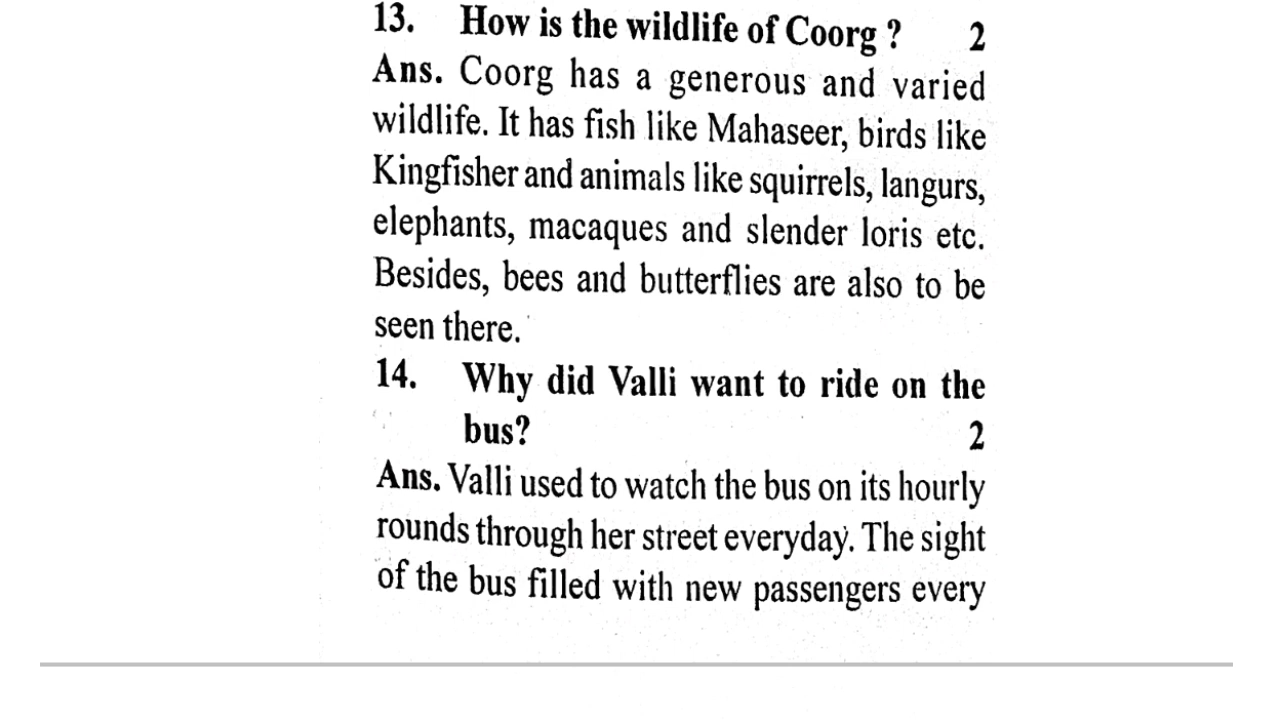 13. How is the wildlife of Coorg ? 2
Ans. Coorg has a generous and varied
wildlife. It has fish like Mahaseer, birds like
Kingfisher and animals like squirrels, langurs,
elephants, macaques and slender loris etc.
Besides, bees and butterflies are also to be
seen there.
14. Why did Valli want to ride on the
bus? 2
Ans. Valli used to watch the bus on its hourly
rounds through her street everyday. The sight
of the bus filled with new passengers every